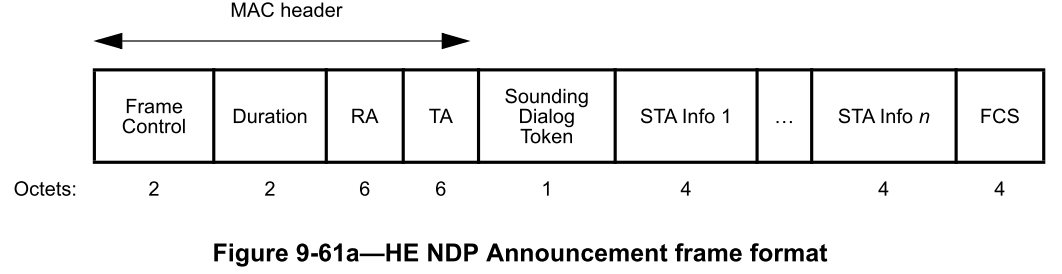 MAC header
Frame Control Duration RA TA Sounding Dialog Token STA Info 1 ... STA Info n FCS
Octets: 2 2 6 6 1 4 4 4
Figure 9-61a—HE NDP Announcement frame format